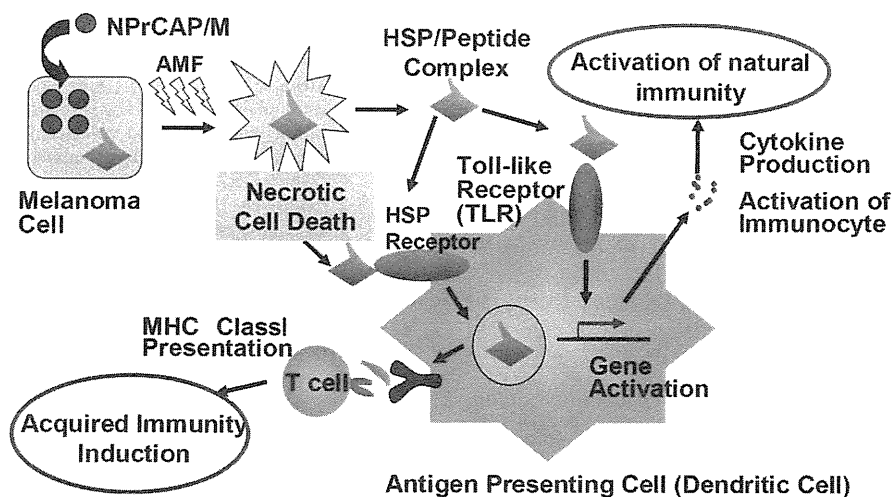 NPrCAP/M
AMF
HSP/Peptide
Complex
Activation of natural
immunity
Melanoma
Cell
Necrotic
Cell Death
HSP
Receptor
Toll-like
Receptor
(TLR)
Cytokine
Production
Activation of
Immunocyte
MHC ClassI
Presentation
T cell
Gene
Activation
Acquired Immunity
Induction
Antigen Presenting Cell (Dendritic Cell)